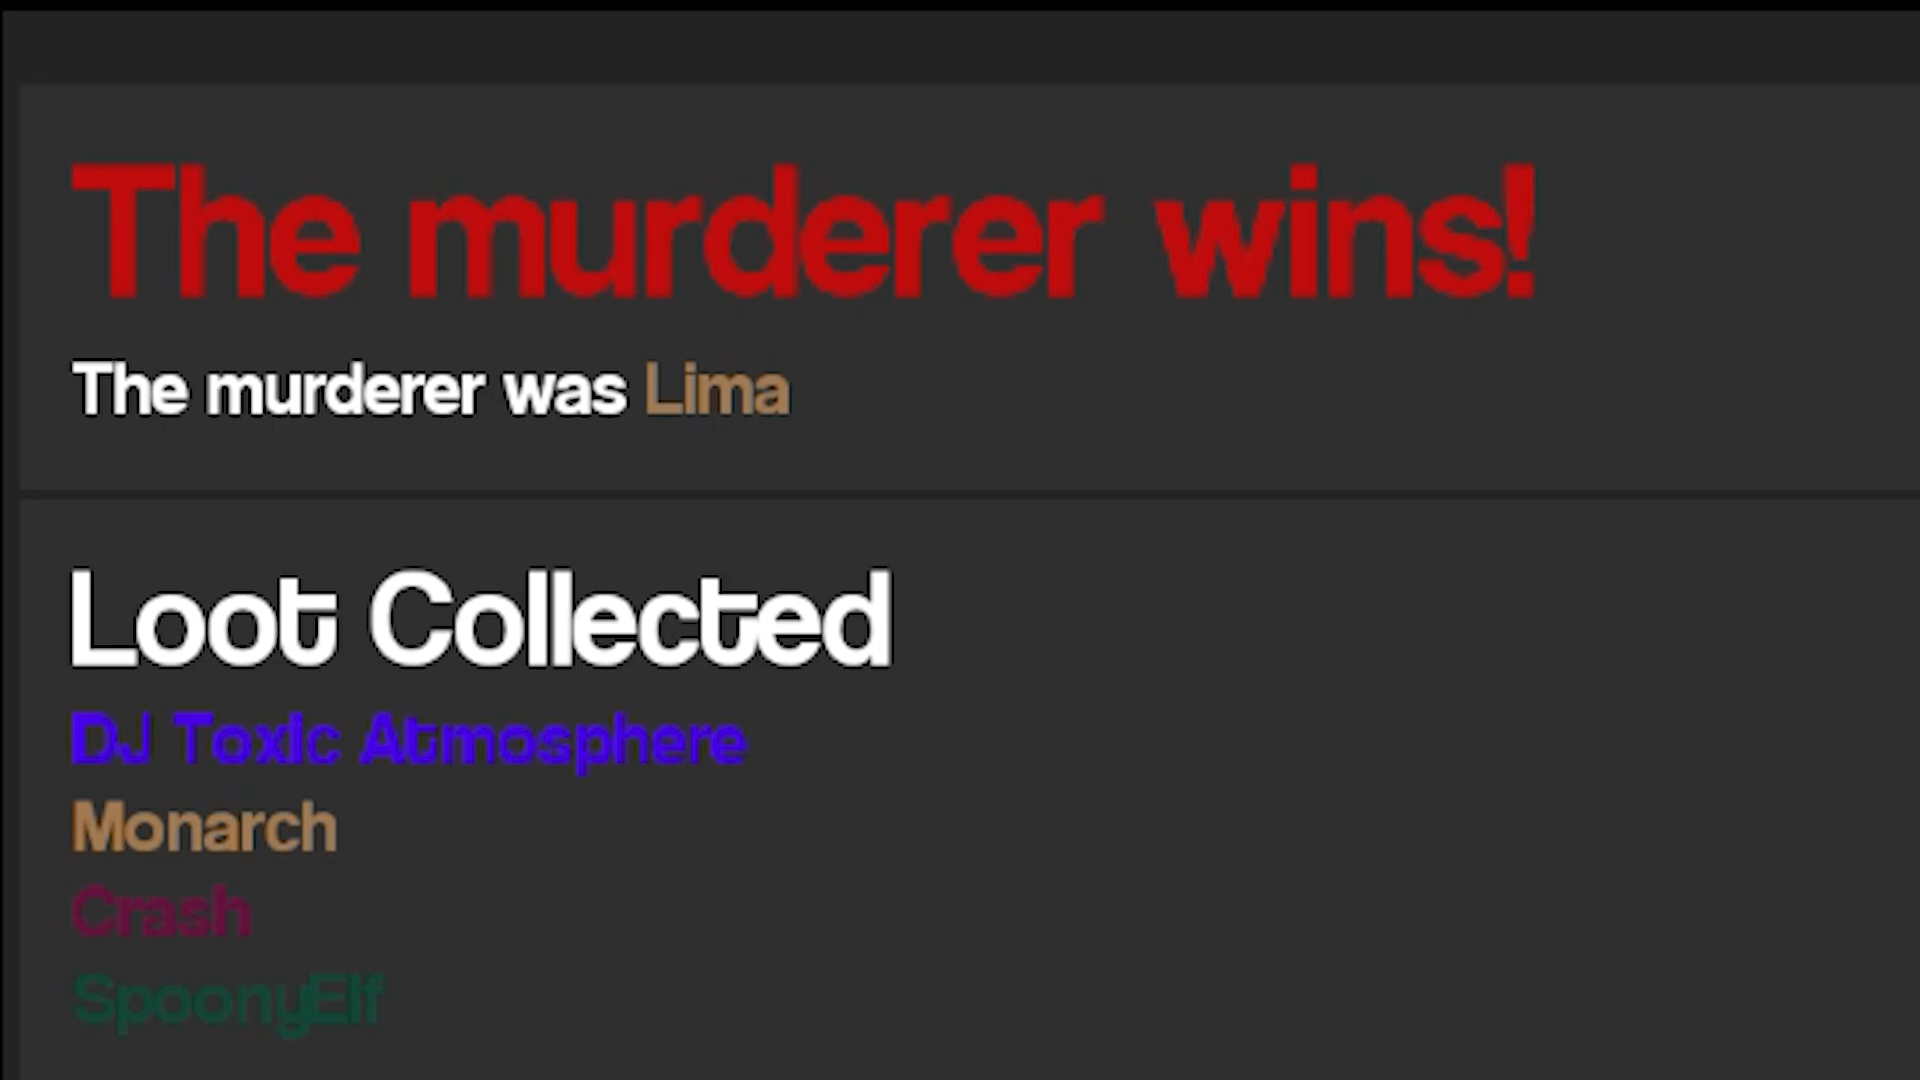 The murderer wins!
The murderer was Lima
Loot Collected
DJ Toxic Atmosphere
Monarch
Crash
SpoonyElf